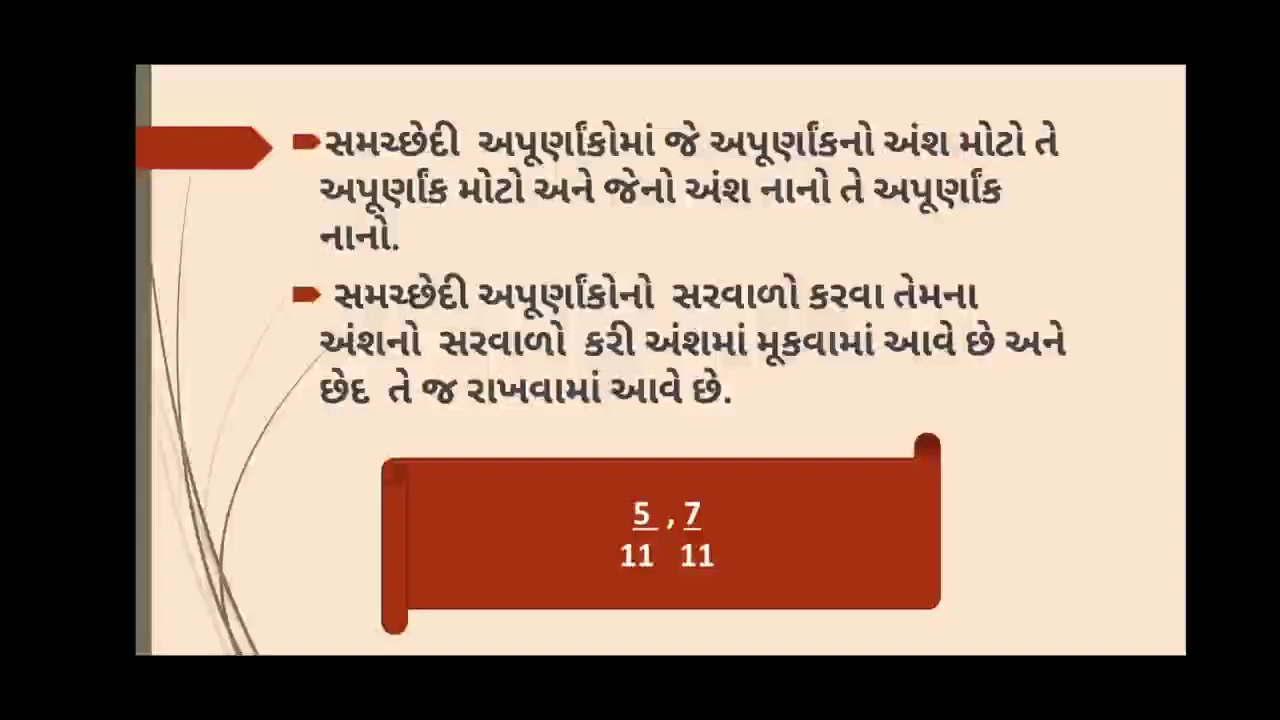 સમચ્છેદી અપૂર્ણાંકોમાં જે અપૂર્ણાંકનો અંશ મોટો તે
અપૂર્ણાંક મોટો અને જેનો અંશ નાનો તે અપૂર્ણાંક
નાનો.
સમચ્છેદી અપૂર્ણાંકોનો સરવાળો કરવા તેમના
અંશનો સરવાળો કરી અંશમાં મૂકવામાં આવે છે અને
છેદ તે જ રાખવામાં આવે છે.
5 , 7
11 11